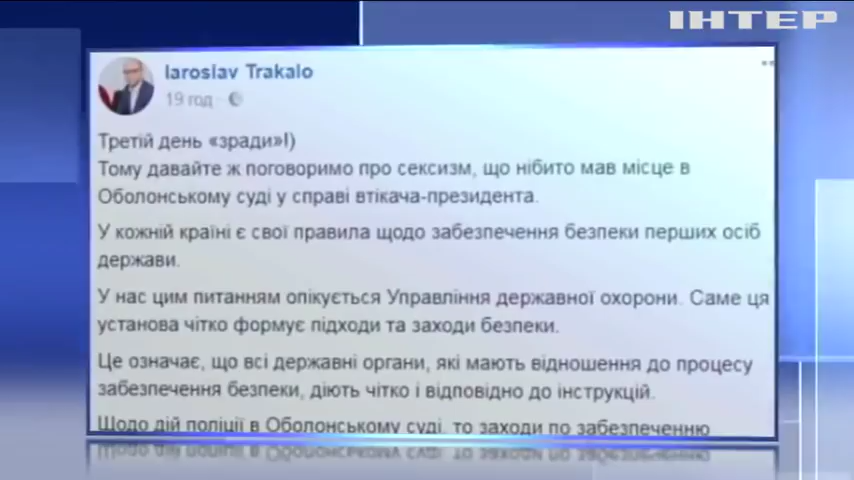 ІНТЕР
Iaroslav Trakalo
19 год
Третій день «зради»!)
Тому давайте ж поговоримо про сексизм, що нібито мав місце в
Оболонському суді у справі втікача-президента.
У кожній країні є свої правила щодо забезпечення безпеки перших осіб
держави.
У нас цим питанням опікується Управління державної охорони. Саме ця
установа чітко формує підходи та заходи безпеки.
Це означає, що всі державні органи, які мають відношення до процесу
забезпечення безпеки, діють чітко і відповідно до інструкцій.
Щодо дій поліції в Оболонському суді, то заходи по забезпеченню